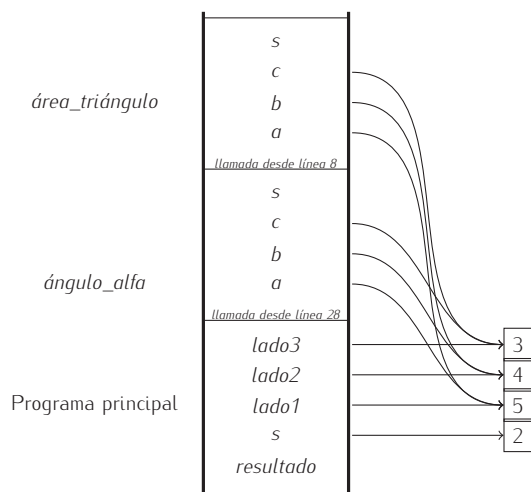 s
c
área_triángulo
b
a
llamada desde línea 8
s
c
b
ángulo_alfa
a
llamada desde línea 28
lado3
3
lado2
4
Programa principal
lado1
5
s
2
resultado